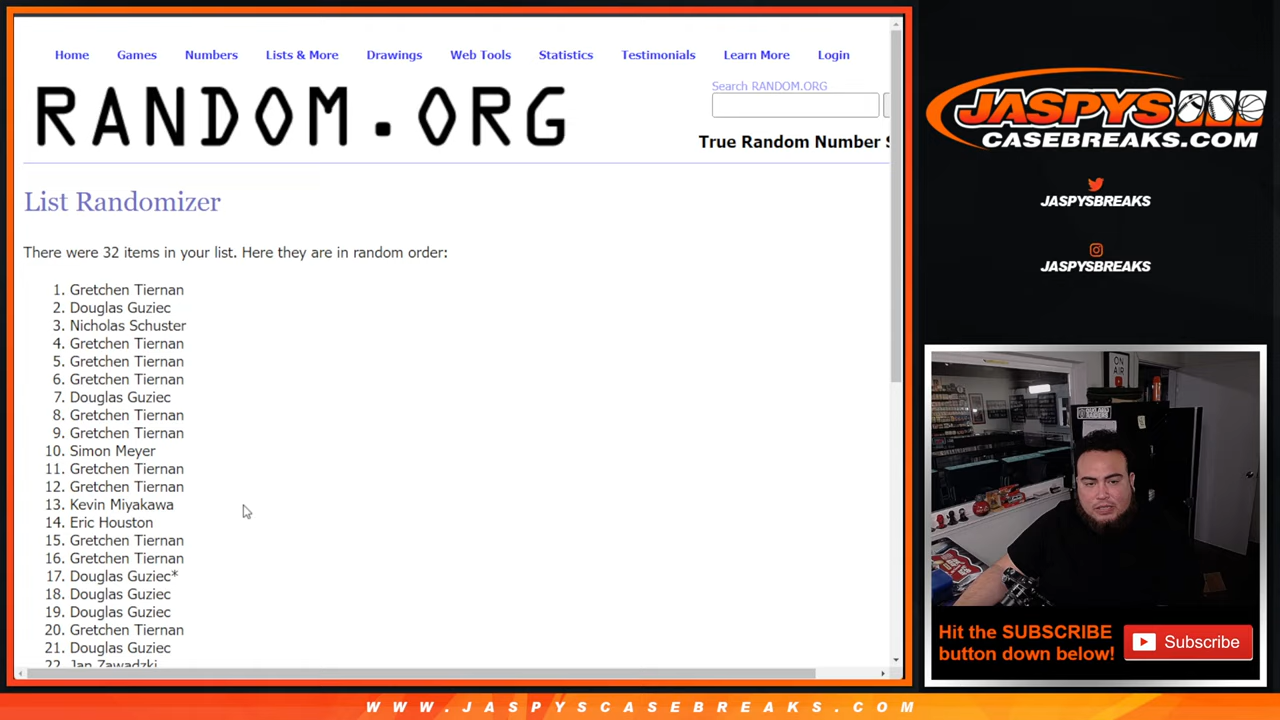 Home Games Numbers Lists & More Drawings Web Tools Statistics Testimonials Learn More Login
RANDOM.ORG
Search RANDOM.ORG
True Random Number S
List Randomizer
There were 32 items in your list. Here they are in random order:
1. Gretchen Tiernan
2. Douglas Guziec
3. Nicholas Schuster
4. Gretchen Tiernan
5. Gretchen Tiernan
6. Gretchen Tiernan
7. Douglas Guziec
8. Gretchen Tiernan
9. Gretchen Tiernan
10. Simon Meyer
11. Gretchen Tiernan
12. Gretchen Tiernan
13. Kevin Miyakawa
14. Eric Houston
15. Gretchen Tiernan
16. Gretchen Tiernan
17. Douglas Guziec*
18. Douglas Guziec
19. Douglas Guziec
20. Gretchen Tiernan
21. Douglas Guziec
22. Jan Zawadzki
JASPYS
CASEBREAKS.COM
JASPYSBREAKS
JASPYSBREAKS
ON
AIR
Hit the SUBSCRIBE
button down below!
Subscribe
WWW.JASPYSCASEBREAKS.COM